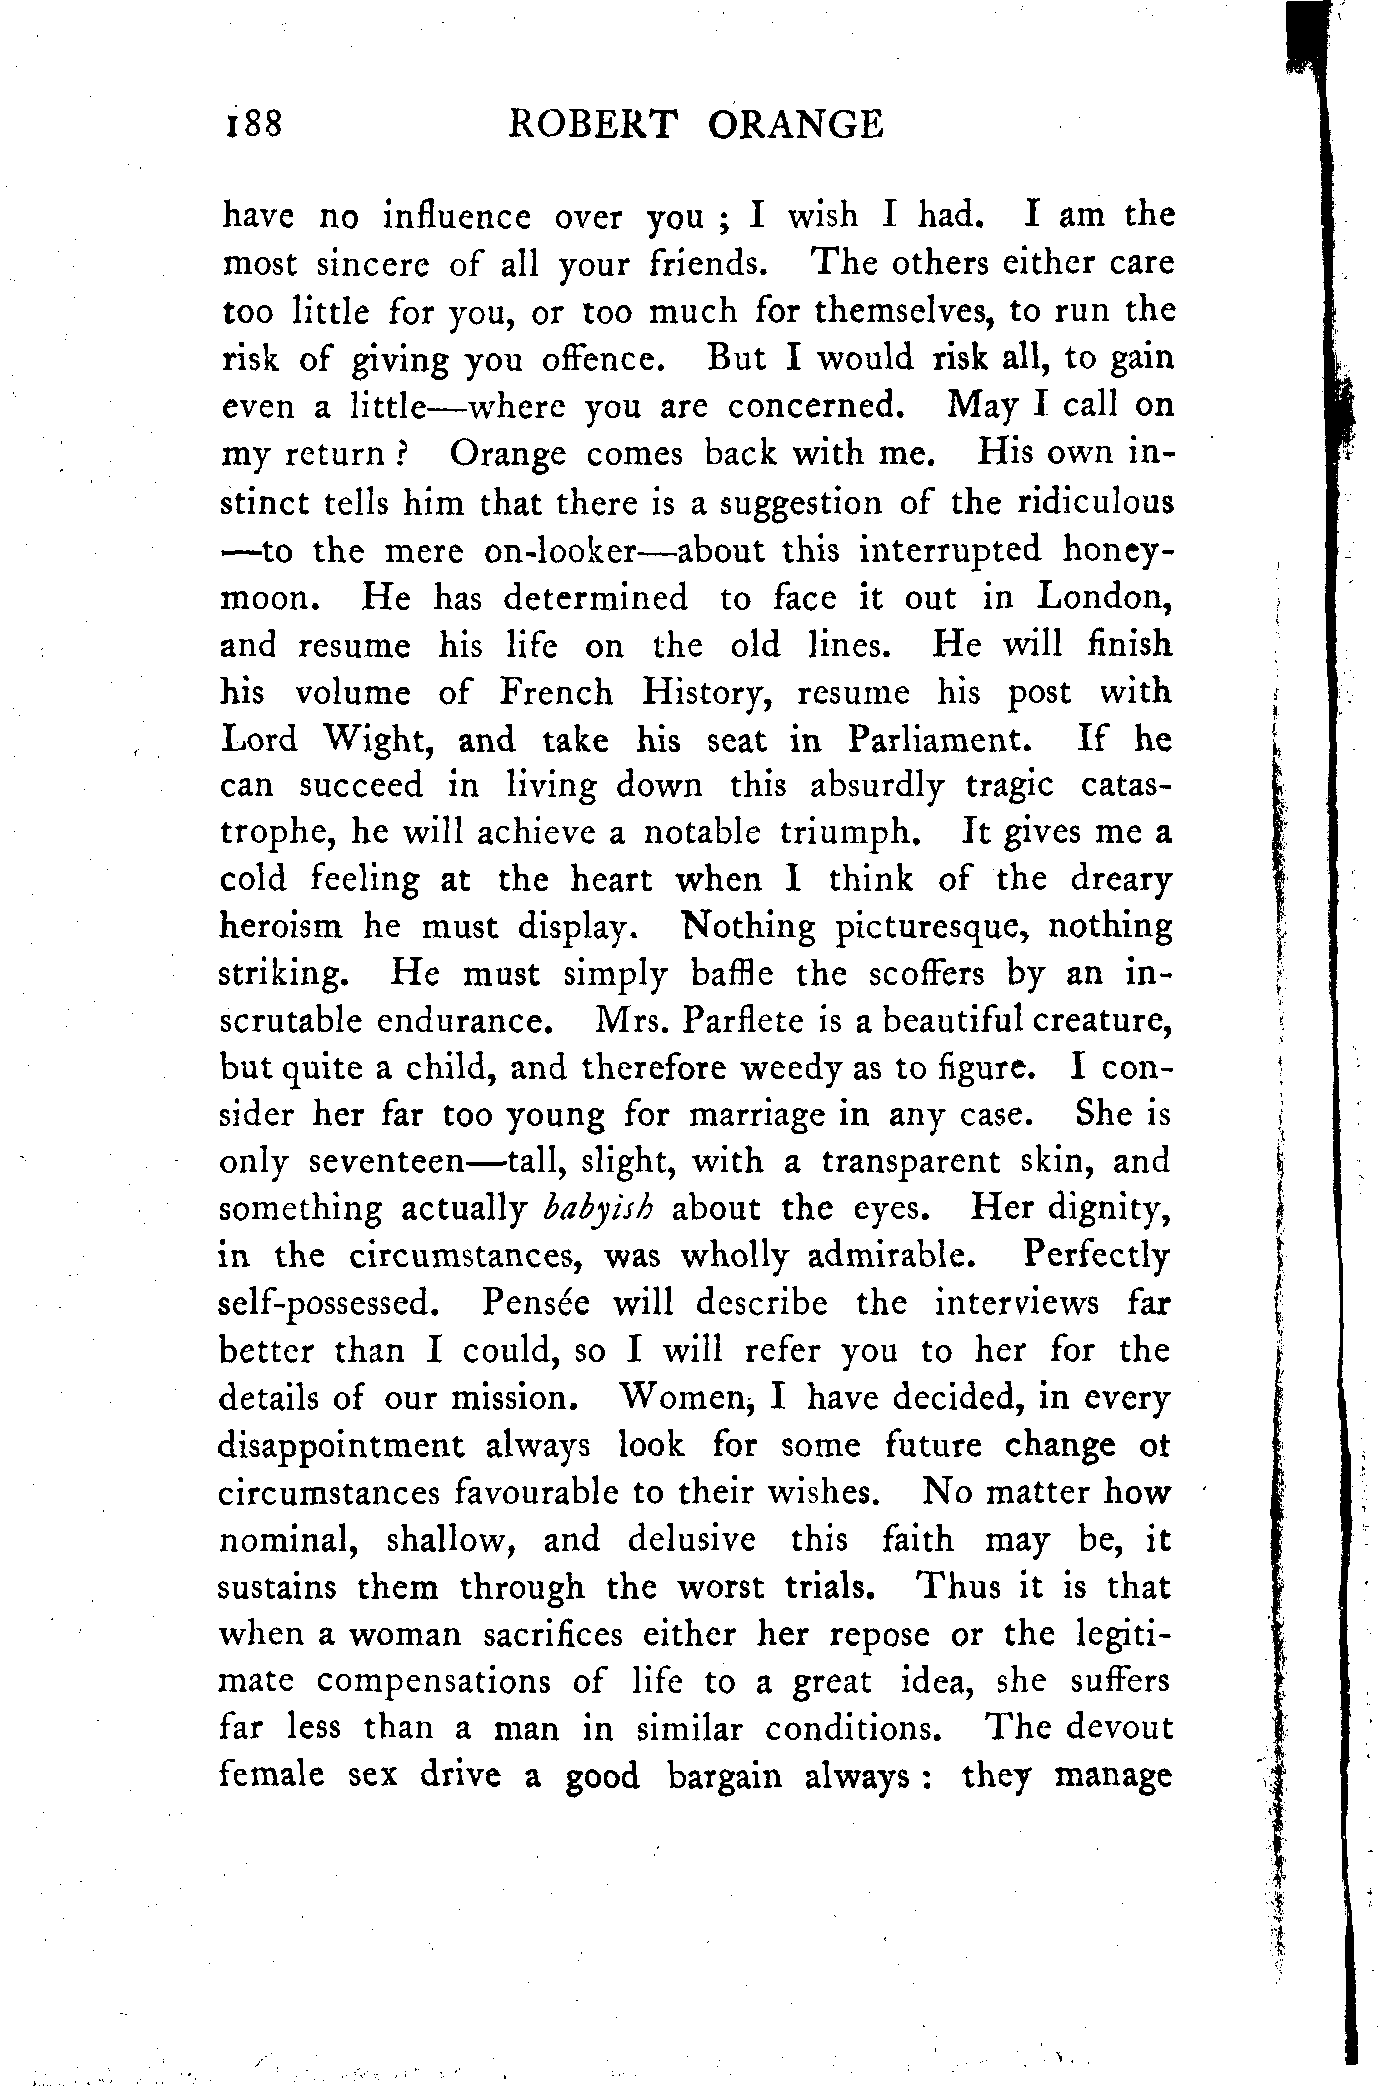 188 ROBERT ORANGE
have no influence over you ; I wish I had. I am the
most sincere of all your friends. The others either care
too little for you, or too much for themselves, to run the
risk of giving you offence. But I would risk all, to gain
even a little—where you are concerned. May I call on
my return ? Orange comes back with me. His own in-
stinct tells him that there is a suggestion of the ridiculous
—to the mere on-looker—about this interrupted honey-
moon. He has determined to face it out in London,
and resume his life on the old lines. He will finish
his volume of French History, resume his post with
Lord Wight, and take his seat in Parliament. If he
can succeed in living down this absurdly tragic catas-
trophe, he will achieve a notable triumph. It gives me a
cold feeling at the heart when I think of the dreary
heroism he must display. Nothing picturesque, nothing
striking. He must simply baffle the scoffers by an in-
scrutable endurance. Mrs. Parflete is a beautiful creature,
but quite a child, and therefore weedy as to figure. I con-
sider her far too young for marriage in any case. She is
only seventeen—tall, slight, with a transparent skin, and
something actually babyish about the eyes. Her dignity,
in the circumstances, was wholly admirable. Perfectly
self-possessed. Pensée will describe the interviews far
better than I could, so I will refer you to her for the
details of our mission. Women, I have decided, in every
disappointment always look for some future change ot
circumstances favourable to their wishes. No matter how
nominal, shallow, and delusive this faith may be, it
sustains them through the worst trials. Thus it is that
when a woman sacrifices either her repose or the legiti-
mate compensations of life to a great idea, she suffers
far less than a man in similar conditions. The devout
female sex drive a good bargain always : they manage